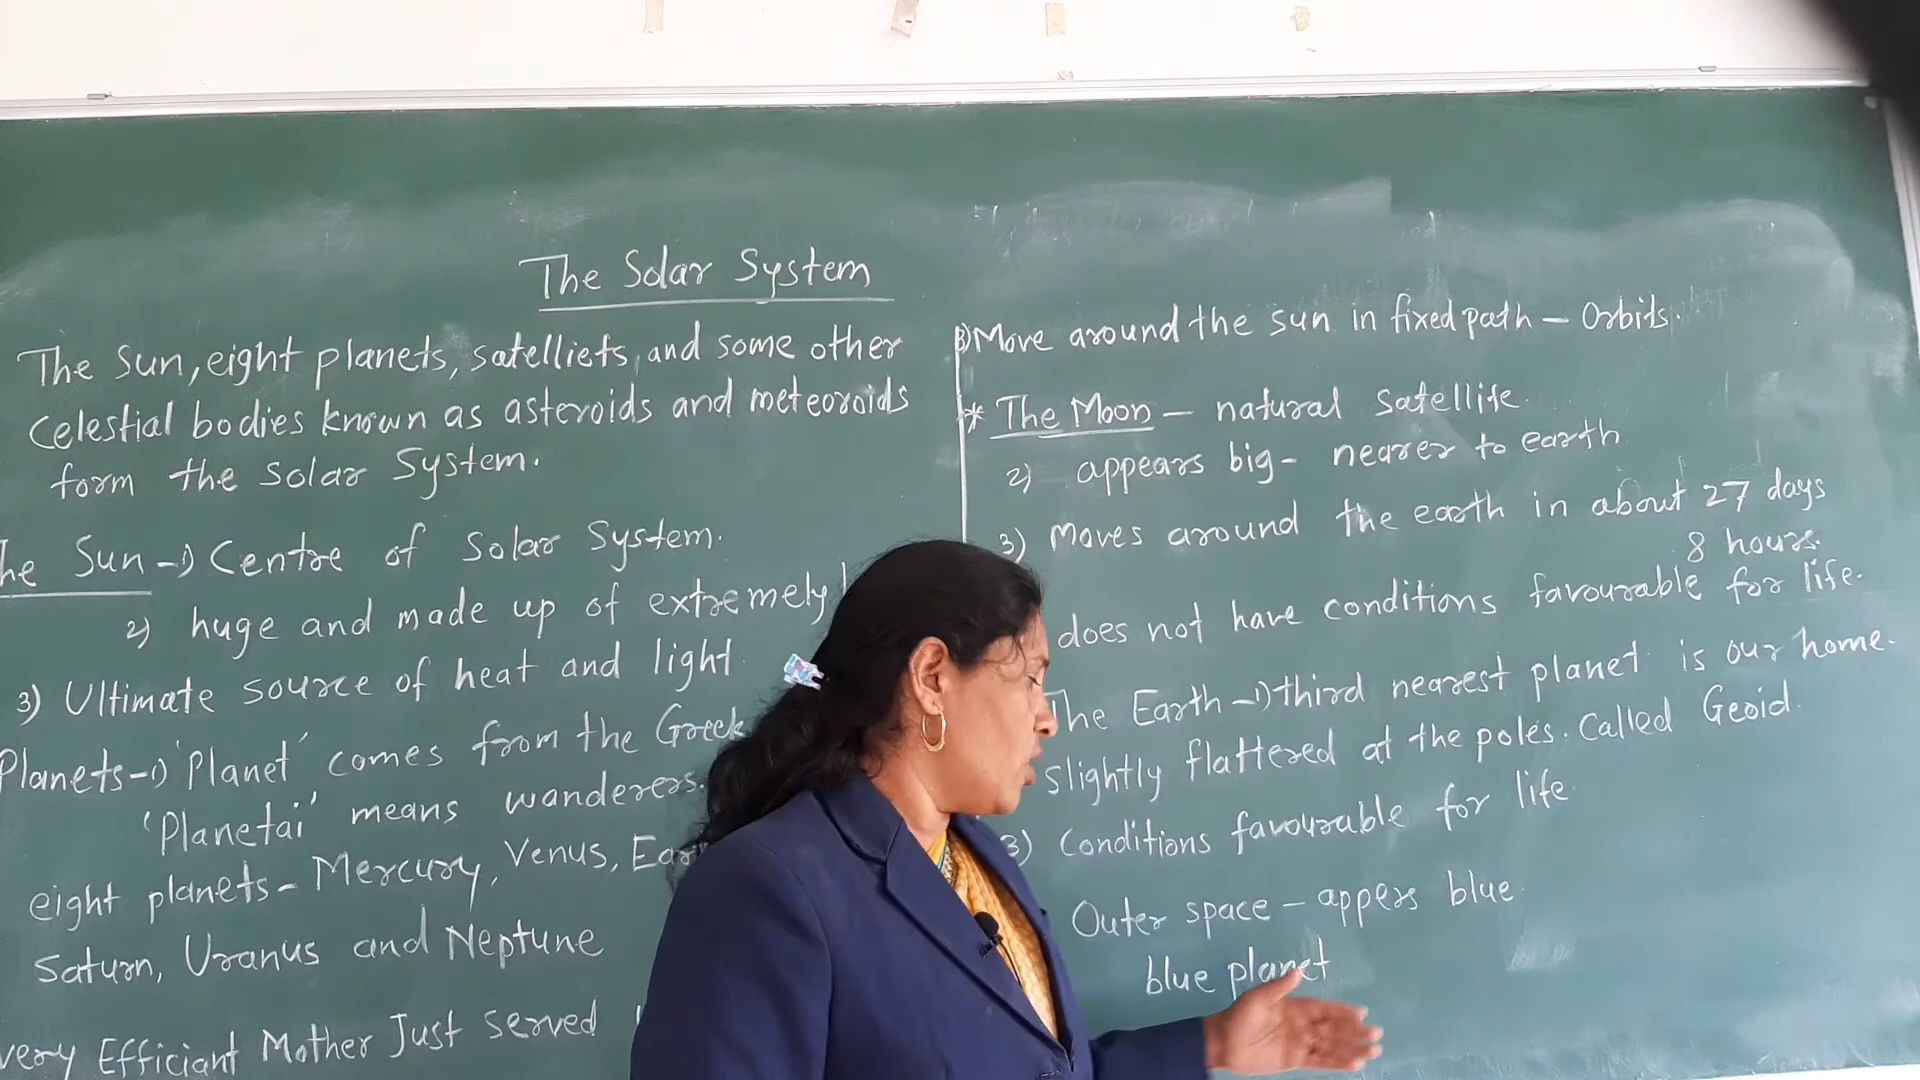 The Solar System
The Sun, eight planets, satelliets, and some other
Celestial bodies known as asteroids and meteoroids
form the Solar System.
The Sun -1) Centre of Solar System.
2) huge and made up of extremely
3) Ultimate source of heat and light
Planets -1) 'Planet' comes from the Greek
'Planetai' means wanderers.
eight planets - Mercury, Venus,
Saturn, Uranus and Neptune
very Efficiant Mother Just Served
3) Move around the sun in fixed path - Orbits.
* The Moon - natural satellite.
2) appears big - nearer to earth
3) Moves around the earth in about 27 days
8 hours.
does not have conditions favourable for life.
The Earth -1) third nearest planet is our home.
Slightly flattered at the poles. Called Geoid.
3) Conditions favourable for life
Outer space - appers blue.
blue planet